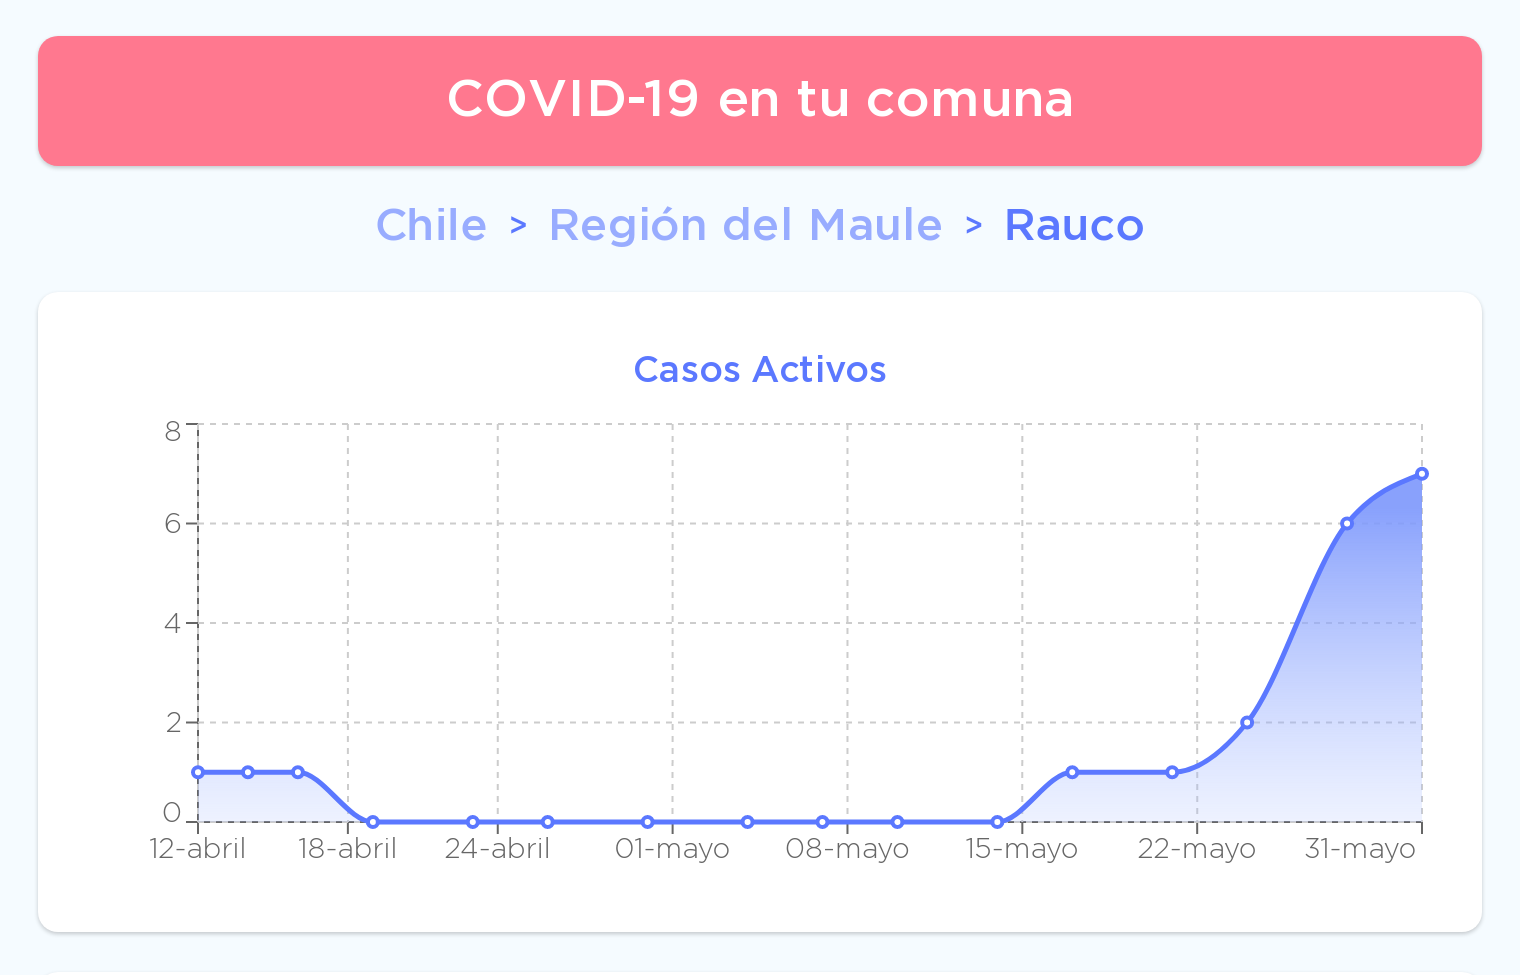 COVID-19 en tu comuna
Chile > Región del Maule > Rauco
Casos Activos
8
6
4
2
0
12-abril 18-abril 24-abril 01-mayo 08-mayo 15-mayo 22-mayo 31-mayo